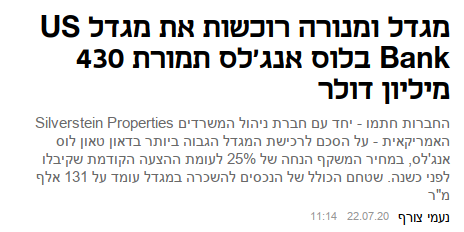 מגדל ומנורה רוכשות את מגדל US
Bank בלוס אנג'לס תמורת 430
מיליון דולר
החברות חתמו - יחד עם חברת ניהול המשרדים Silverstein Properties
האמריקאית - על הסכם לרכישת המגדל הגבוה ביותר בדאון טאון לוס
אנג'לס, במחיר המשקף הנחה של 25% לעומת ההצעה הקודמת שקיבלו
לפני כשנה. שטחם הכולל של הנכסים להשכרה במגדל עומד על 131 אלף
מ"ר
נעמי צורף 22.07.20 11:14